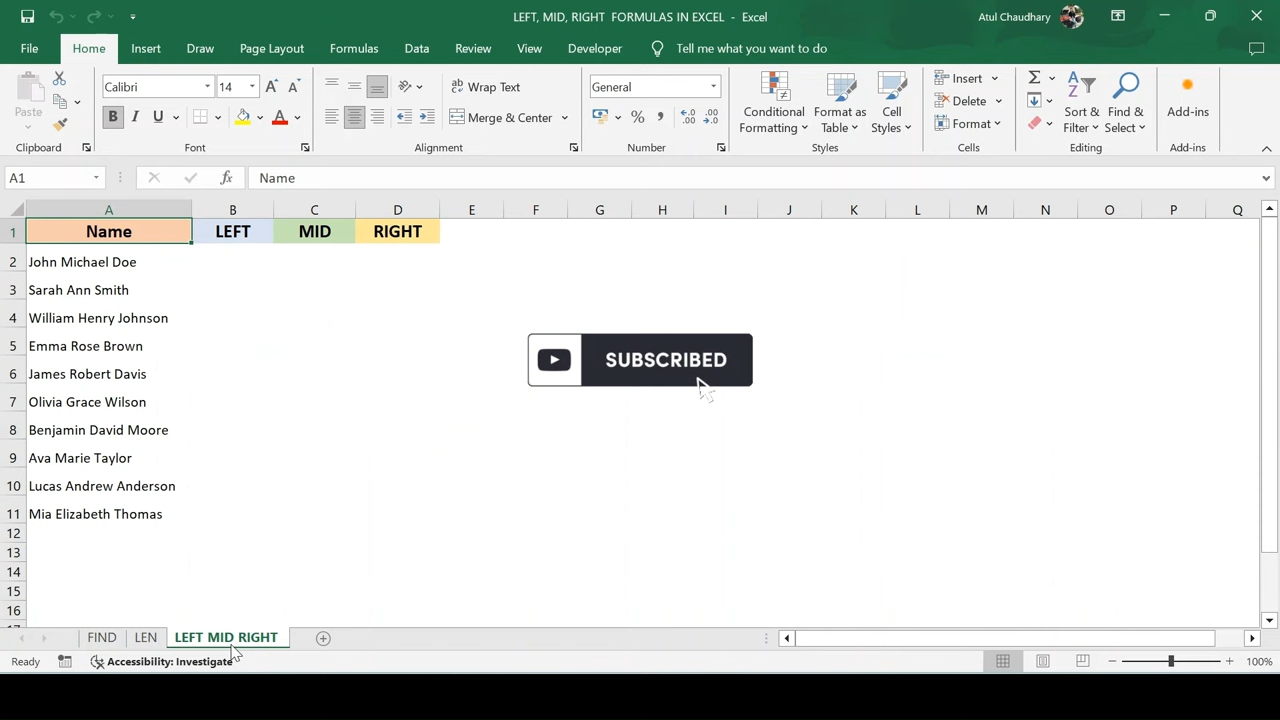 LEFT, MID, RIGHT FORMULAS IN EXCEL - Excel
Atul Chaudhary
File Home Insert Draw Page Layout Formulas Data Review View Developer Tell me what you want to do
Paste
Clipboard
Calibri 14
B I U
Font
Wrap Text
Merge & Center
Alignment
General
Number
Conditional Formatting
Format as Table
Cell Styles
Styles
Insert
Delete
Format
Cells
Sort & Filter
Find & Select
Editing
Add-ins
Add-ins
A1 fx Name
A B C D E F G H I J K L M N O P Q
1 Name LEFT MID RIGHT
2 John Michael Doe
3 Sarah Ann Smith
4 William Henry Johnson
5 Emma Rose Brown
6 James Robert Davis
7 Olivia Grace Wilson
8 Benjamin David Moore
9 Ava Marie Taylor
10 Lucas Andrew Anderson
11 Mia Elizabeth Thomas
12
13
14
15
16
SUBSCRIBED
FIND LEN LEFT MID RIGHT
Ready Accessibility: Investigate 100%